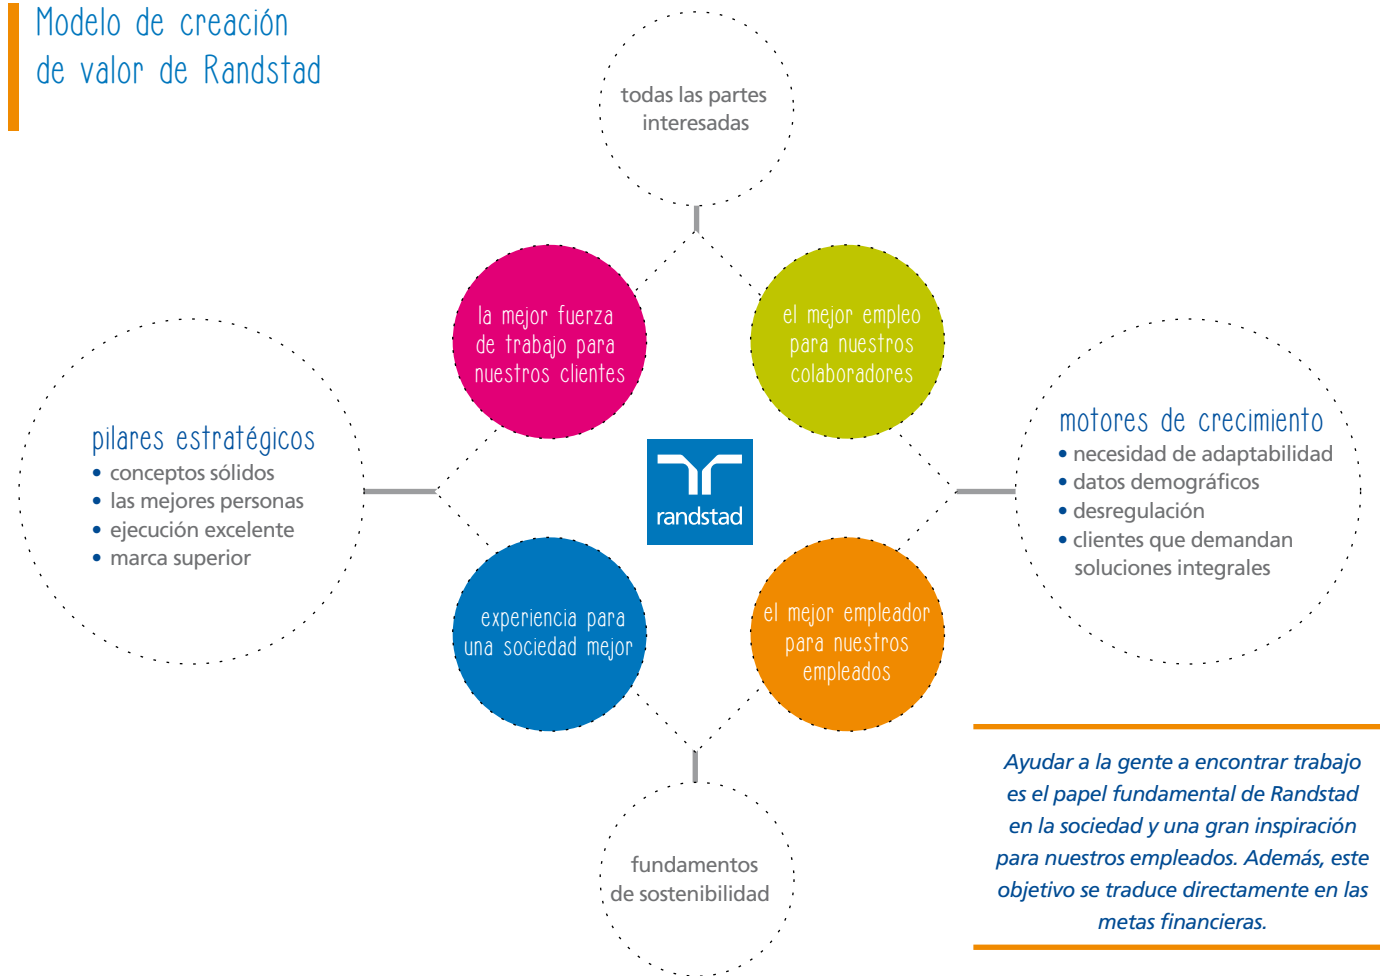 Modelo de creación
de valor de Randstad
todas las partes
interesadas
la mejor fuerza
de trabajo para
nuestros clientes
el mejor empleo
para nuestros
colaboradores
pilares estratégicos
• conceptos sólidos
• las mejores personas
• ejecución excelente
• marca superior
randstad
motores de crecimiento
• necesidad de adaptabilidad
• datos demográficos
• desregulación
• clientes que demandan
soluciones integrales
experiencia para
una sociedad mejor
el mejor empleador
para nuestros
empleados
fundamentos
de sostenibilidad
Ayudar a la gente a encontrar trabajo
es el papel fundamental de Randstad
en la sociedad y una gran inspiración
para nuestros empleados. Además, este
objetivo se traduce directamente en las
metas financieras.